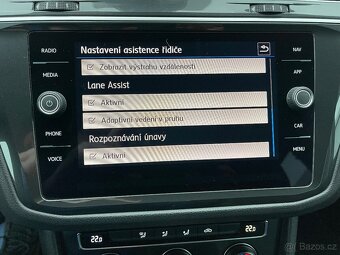 Nastavení asistence řidiče
RADIO
NAV
Zobrazit výstrahu vzdálenosti
MEDIA
APP
Lane Assist
Aktivní
Adaptivní vedení v pruhu
PHONE
CAR
Rozpoznávání únavy
VOICE
MENU
Aktivní
22.0
22.0
bazos.cz